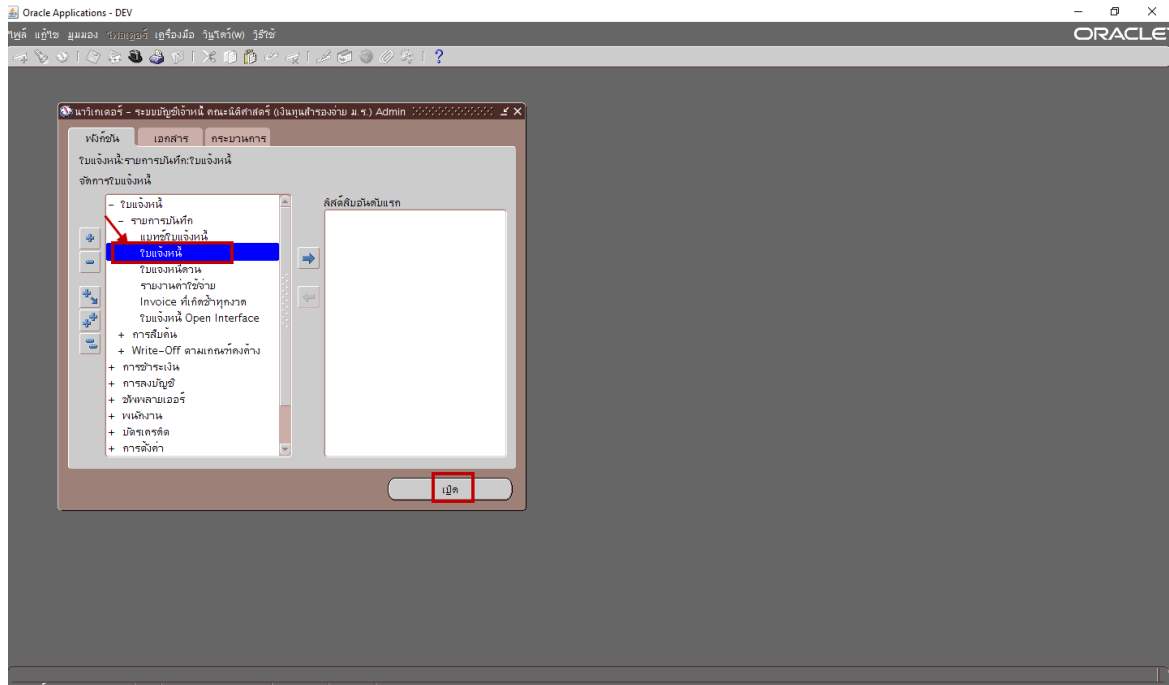 Oracle Applications - DEV
ไฟล์ แก้ไข มุมมอง โฟลเดอร์ เครื่องมือ วินโดว์(W) วิธีใช้
ORACLE
นาวิเกเตอร์ - ระบบบัญชีเจ้าหนี้ คณะนิติศาสตร์ (เงินทุนสำรองจ่าย ม.ร.) Admin
ฟังก์ชัน เอกสาร กระบวนการ
ใบแจ้งหนี้:รายการบันทึก:ใบแจ้งหนี้
จัดการใบแจ้งหนี้
ลิสต์สิบอันดับแรก
- ใบแจ้งหนี้
- รายการบันทึก
แบทช์ใบแจ้งหนี้
ใบแจ้งหนี้
ใบแจ้งหนี้ด่วน
รายงานค่าใช้จ่าย
Invoice ที่เกิดซ้ำทุกงวด
ใบแจ้งหนี้ Open Interface
+ การสืบค้น
+ Write-Off ตามเกณฑ์คงค้าง
+ การชำระเงิน
+ การลงบัญชี
+ ซัพพลายเออร์
+ พนักงาน
+ บัตรเครดิต
+ การตั้งค่า
เปิด